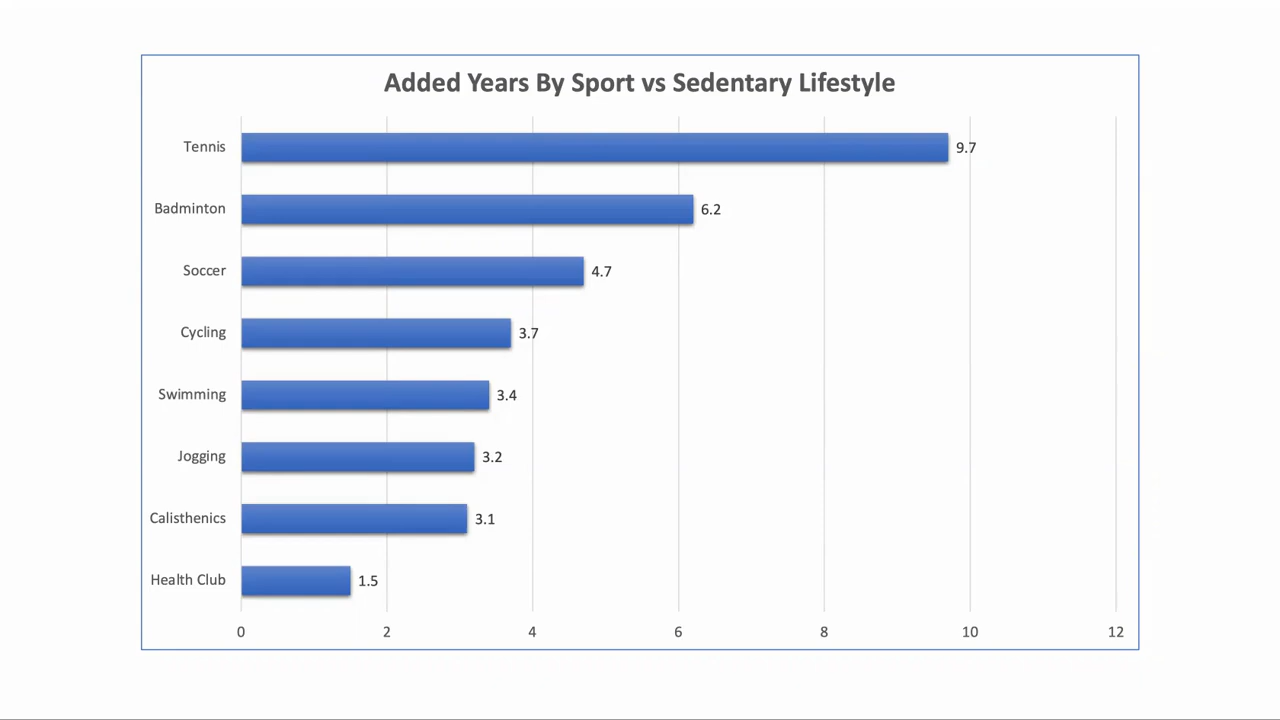 Added Years By Sport vs Sedentary Lifestyle
Tennis 9.7
Badminton 6.2
Soccer 4.7
Cycling 3.7
Swimming 3.4
Jogging 3.2
Calisthenics 3.1
Health Club 1.5
0 2 4 6 8 10 12